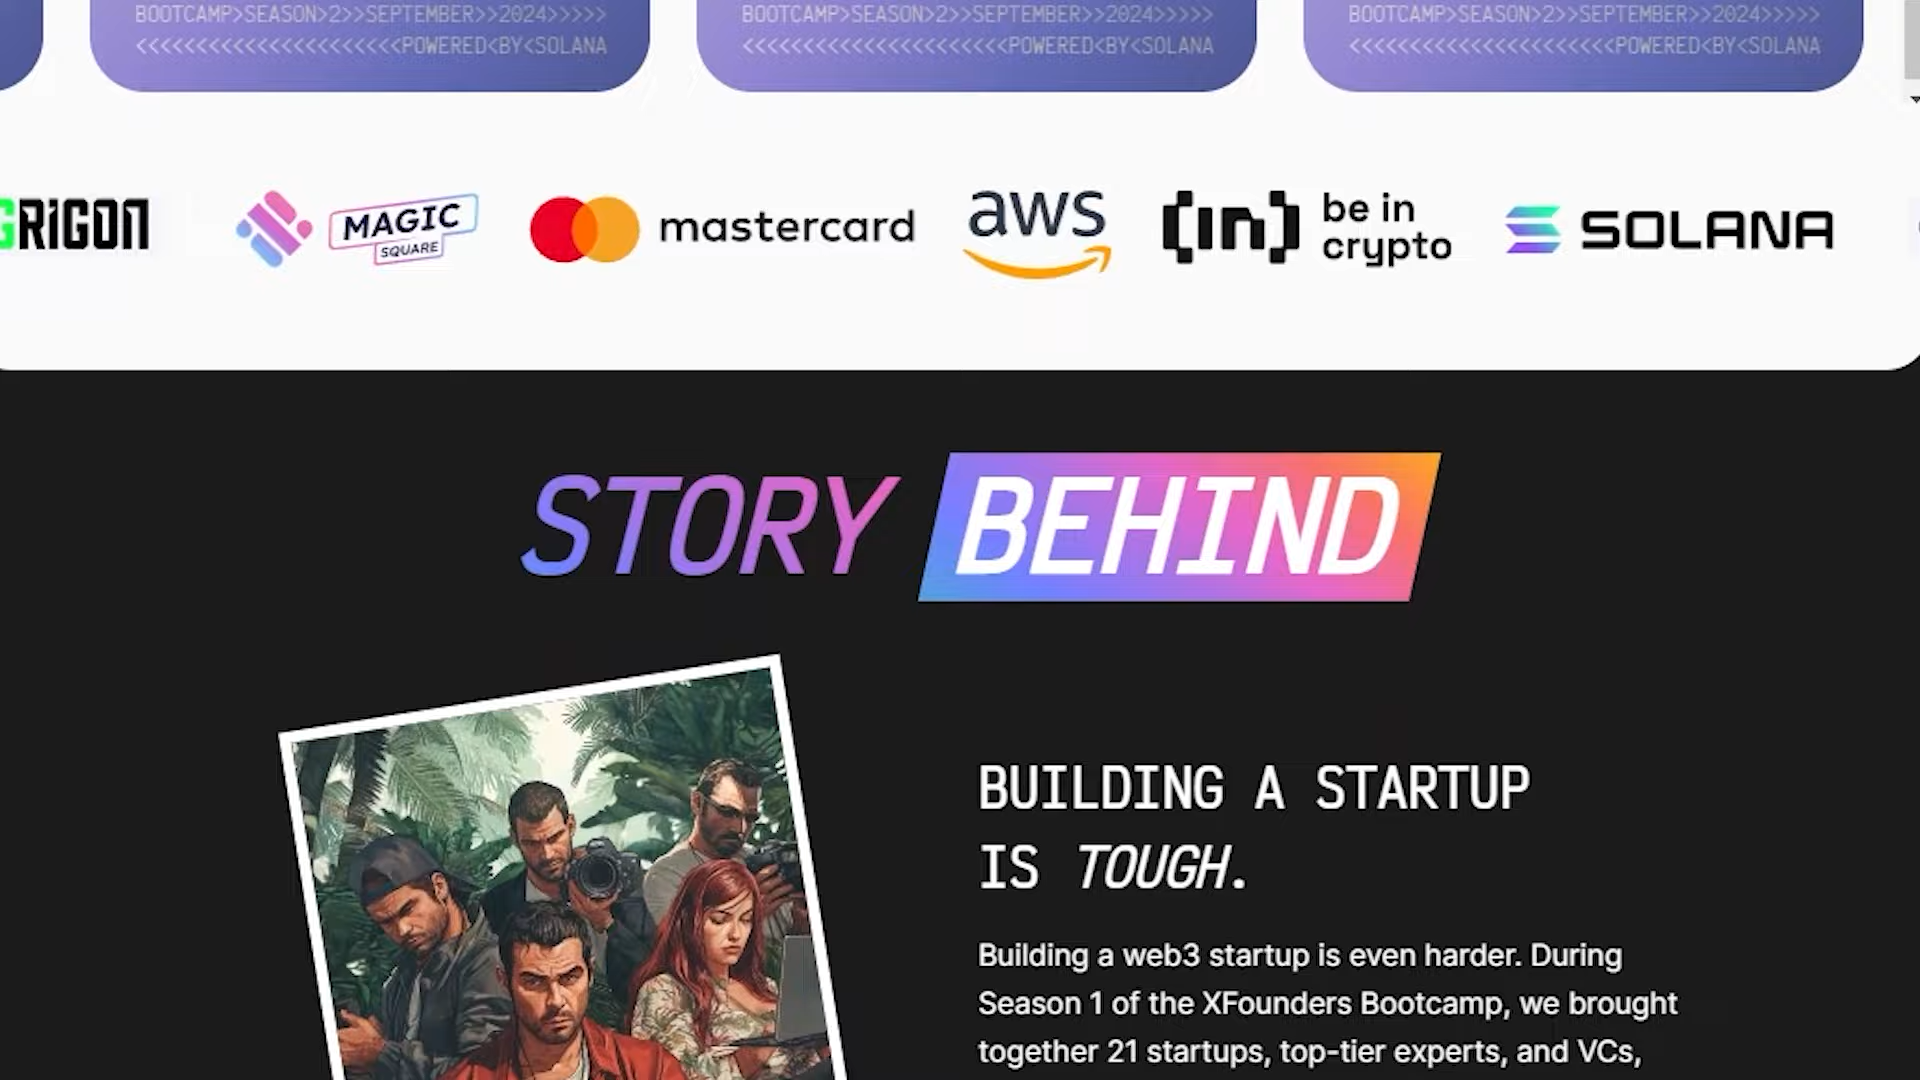 BOOTCAMP>SEASON>2>>SEPTEMBER>>2024>>>>>
<<<<<<<<<<<<<<<<<<<<<<POWERED<BY<SOLANA
BOOTCAMP>SEASON>2>>SEPTEMBER>>2024>>>>>
<<<<<<<<<<<<<<<<<<<<<<POWERED<BY<SOLANA
BOOTCAMP>SEASON>2>>SEPTEMBER>>2024>>>>>
<<<<<<<<<<<<<<<<<<<<<<POWERED<BY<SOLANA
GRIGON
MAGIC
SQUARE
mastercard
aws
[in]
be in
crypto
SOLANA
STORY BEHIND
BUILDING A STARTUP
IS TOUGH.
Building a web3 startup is even harder. During
Season 1 of the XFounders Bootcamp, we brought
together 21 startups, top-tier experts, and VCs,